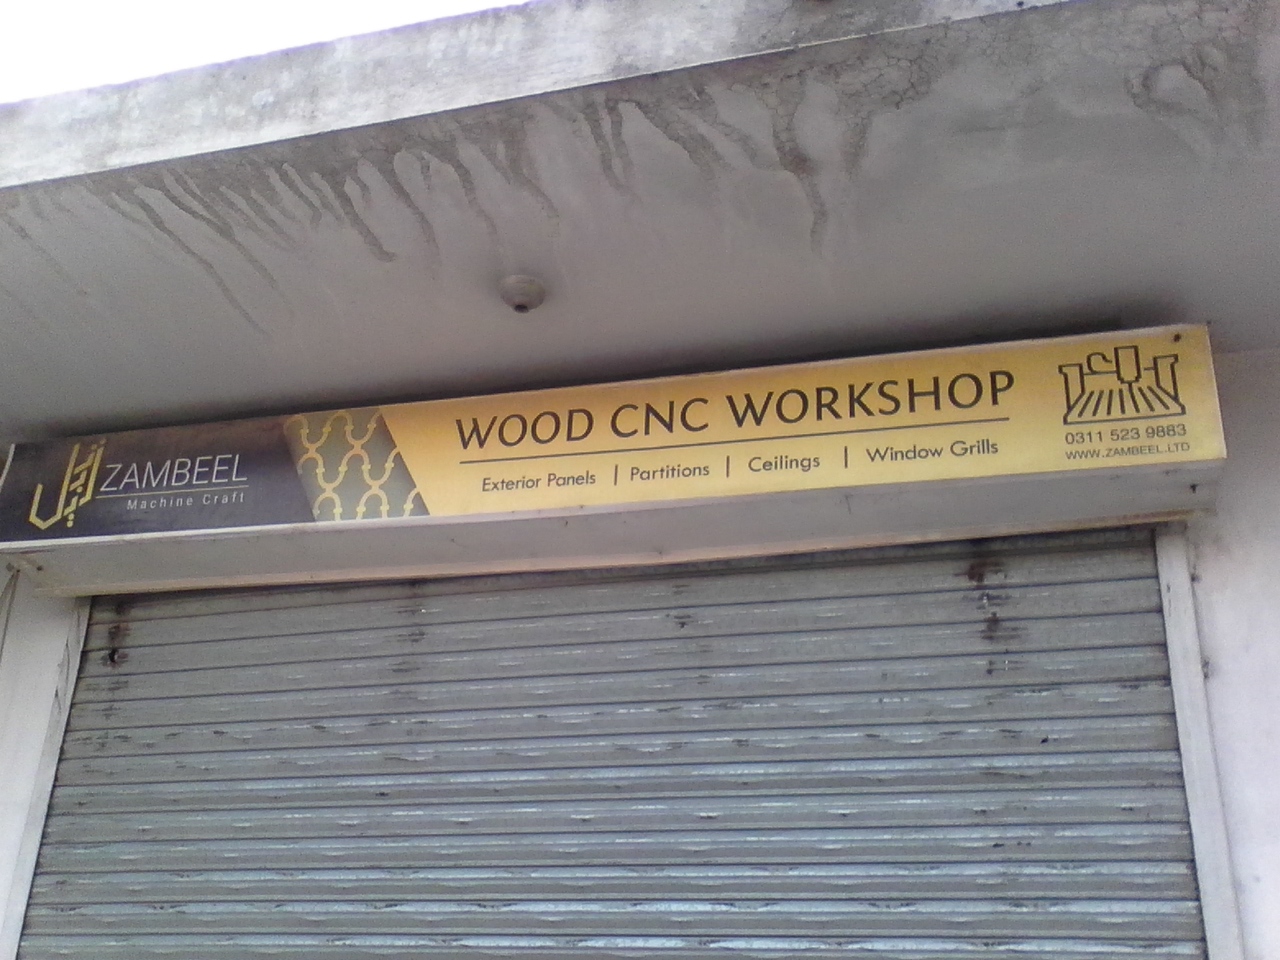 زنبیل
ZAMBEEL
Machine Craft
WOOD CNC WORKSHOP
Exterior Panels | Partitions | Ceilings | Window Grills
0311 523 9883
WWW.ZAMBEEL.LTD